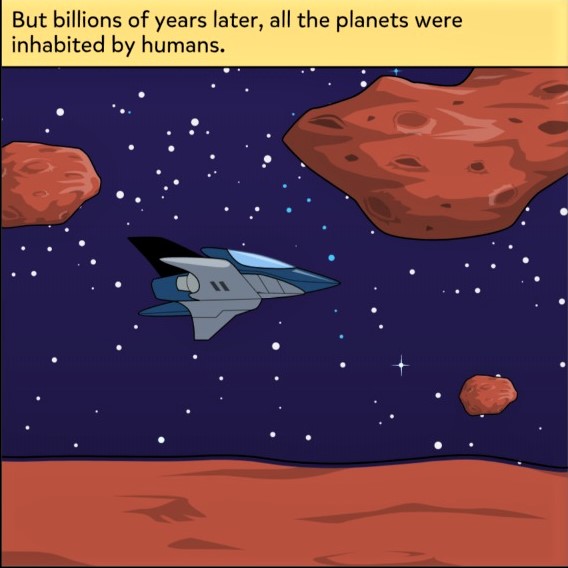 But billions of years later, all the planets were
inhabited by humans.